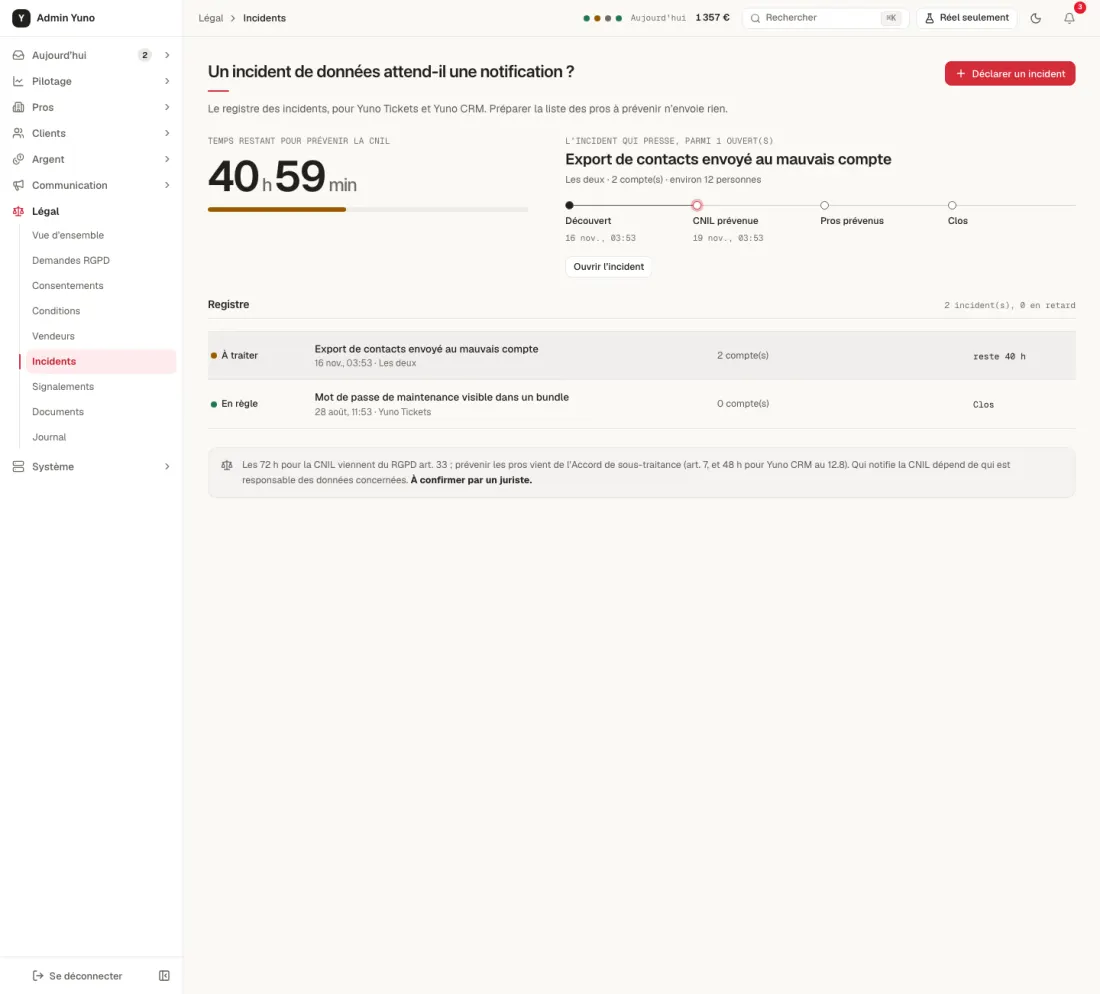 Y Admin Yuno
Légal > Incidents
Aujourd'hui 1 357 €
Rechercher ⌘K
Réel seulement
3
Aujourd'hui 2
Pilotage
Pros
Clients
Argent
Communication
Légal
Vue d'ensemble
Demandes RGPD
Consentements
Conditions
Vendeurs
Incidents
Signalements
Documents
Journal
Système
Se déconnecter
Un incident de données attend-il une notification ?
+ Déclarer un incident
Le registre des incidents, pour Yuno Tickets et Yuno CRM. Préparer la liste des pros à prévenir n'envoie rien.
TEMPS RESTANT POUR PRÉVENIR LA CNIL
40 h 59 min
L'INCIDENT QUI PRESSE, PARMI 1 OUVERT(S)
Export de contacts envoyé au mauvais compte
Les deux · 2 compte(s) · environ 12 personnes
Découvert CNIL prévenue Pros prévenus Clos
16 nov., 03:53 19 nov., 03:53
Ouvrir l'incident
Registre 2 incident(s), 0 en retard
À traiter Export de contacts envoyé au mauvais compte 2 compte(s) reste 40 h
16 nov., 03:53 · Les deux
En règle Mot de passe de maintenance visible dans un bundle 0 compte(s) Clos
28 août, 11:53 · Yuno Tickets
Les 72 h pour la CNIL viennent du RGPD art. 33 ; prévenir les pros vient de l'Accord de sous-traitance (art. 7, et 48 h pour Yuno CRM au 12.8). Qui notifie la CNIL dépend de qui est
responsable des données concernées. À confirmer par un juriste.